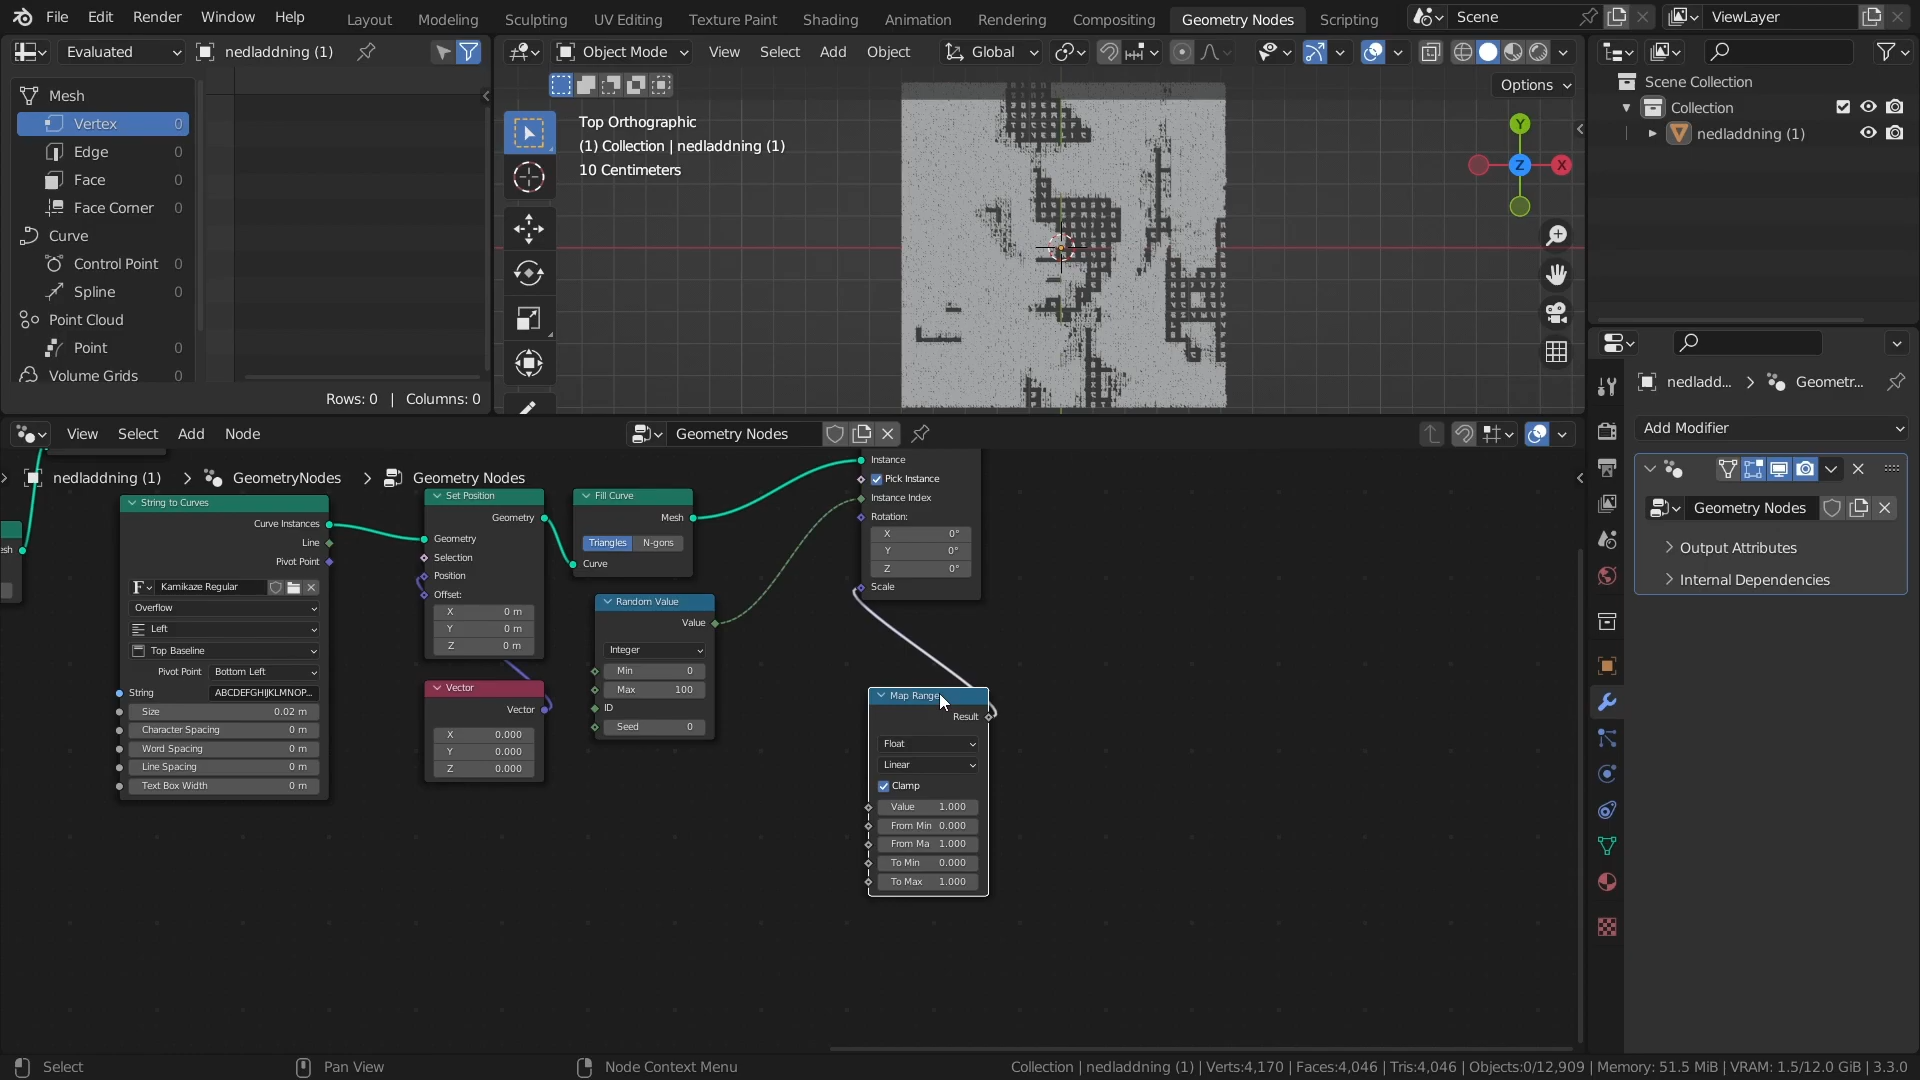 File Edit Render Window Help Layout Modeling Sculpting UV Editing Texture Paint Shading Animation Rendering Compositing Geometry Nodes Scripting Scene ViewLayer
Evaluated nedladdning (1) Object Mode View Select Add Object Global
Options
Mesh
Vertex 0
Edge 0
Face 0
Face Corner 0
Curve
Control Point 0
Spline 0
Point Cloud
Point 0
Volume Grids
Rows: 0 | Columns: 0
Top Orthographic
(1) Collection | nedladdning (1)
10 Centimeters
Y
Z X
Scene Collection
Collection
nedladdning (1)
nedladd... > Geometr...
Add Modifier
Geometry Nodes
Output Attributes
Internal Dependencies
View Select Add Node Geometry Nodes
nedladdning (1) > GeometryNodes > Geometry Nodes
esh
String to Curves
Curve Instances
Line
Pivot Point
F Kamikaze Regular
Overflow
Left
Top Baseline
Pivot Point Bottom Left
String ABCDEFGHIJKLMNOP...
Size 0.02 m
Character Spacing 0 m
Word Spacing 0 m
Line Spacing 0 m
Text Box Width 0 m
Set Position
Geometry
Geometry
Selection
Position
Offset:
X 0 m
Y 0 m
Z 0 m
Vector
Vector
X 0.000
Y 0.000
Z 0.000
Fill Curve
Mesh
Triangles N-gons
Curve
Random Value
Value
Integer
Min 0
Max 100
ID
Seed 0
Instance
Pick Instance
Instance Index
Rotation:
X 0°
Y 0°
Z 0°
Scale
Map Range
Result
Float
Linear
Clamp
Value 1.000
From Min 0.000
From Ma 1.000
To Min 0.000
To Max 1.000
Select Pan View Node Context Menu Collection | nedladdning (1) | Verts:4,170 | Faces:4,046 | Tris:4,046 | Objects:0/12,909 | Memory: 51.5 MiB | VRAM: 1.5/12.0 GiB | 3.3.0